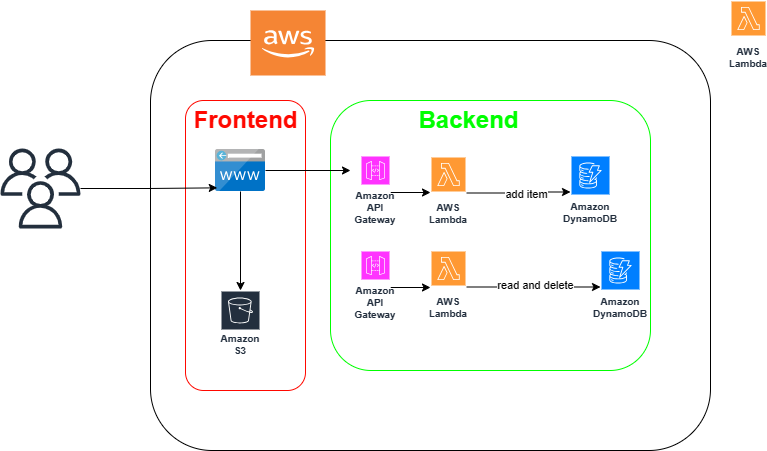 aws
AWS
Lambda
Frontend
Backend
www
Amazon
API
Gateway
AWS
Lambda
add item
Amazon
DynamoDB
Amazon
API
Gateway
AWS
Lambda
read and delete
Amazon
DynamoDB
Amazon
S3